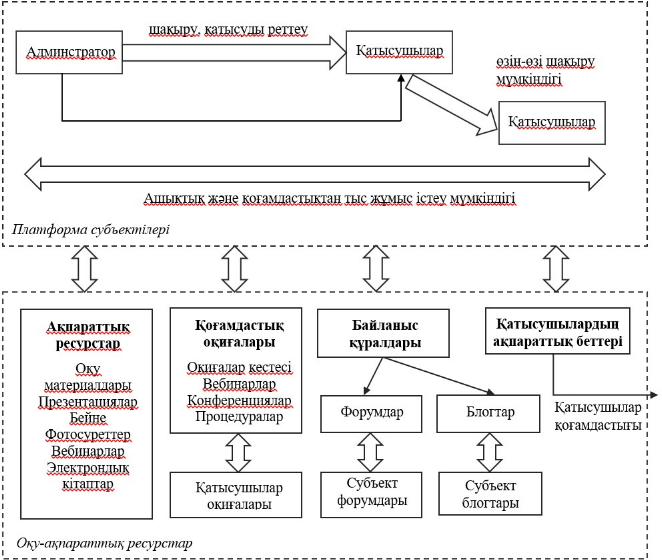 шақыру, қатысуды реттеу
Админстратор
Қатысушылар
өзін-өзі шақыру
мүмкіндігі
Қатысушылар
Ашықтық және қоғамдастықтан тыс жұмыс істеу мүмкіндігі
Платформа субъектілері
Ақпараттық
ресурстар
Оқу
материалдары
Презентациялар
Бейне
Фотосуреттер
Вебинарлар
Электрондық
кітаптар
Қоғамдастық
оқиғалары
Оқиғалар кестесі
Вебинарлар
Конференциялар
Процедуралар
Қатысушылар
оқиғалары
Байланыс
құралдары
Форумдар
Блогтар
Субъект
форумдары
Субъект
блогтары
Қатысушылардың
ақпараттық беттері
Қатысушылар
қоғамдастығы
Оқу-ақпараттық ресурстар